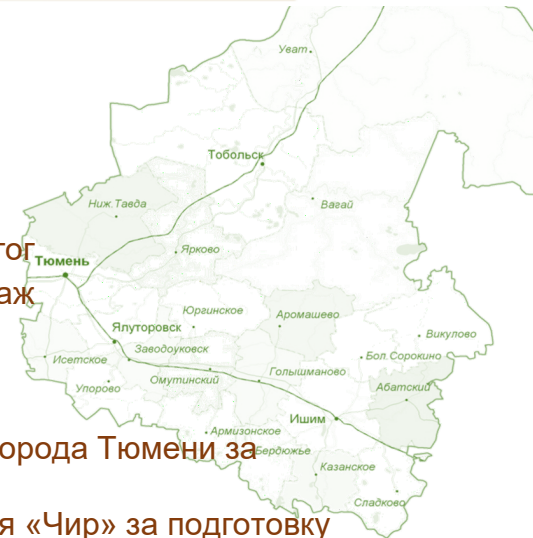 Уват
Тобольск
Ниж. Тавда
Вагай
тог
Ярково
Тюмень
аж
Юргинское
Аромашево
Ялуторовск
Викулово
Заводоуковск
Исетское
Бол.Сорокино
Голышманово
Омутинский
Абатский
Упорово
Ишим
Армизонское
орода Тюмени за
Бердюжье
Казанское
Сладково
я «Чир» за подготовку